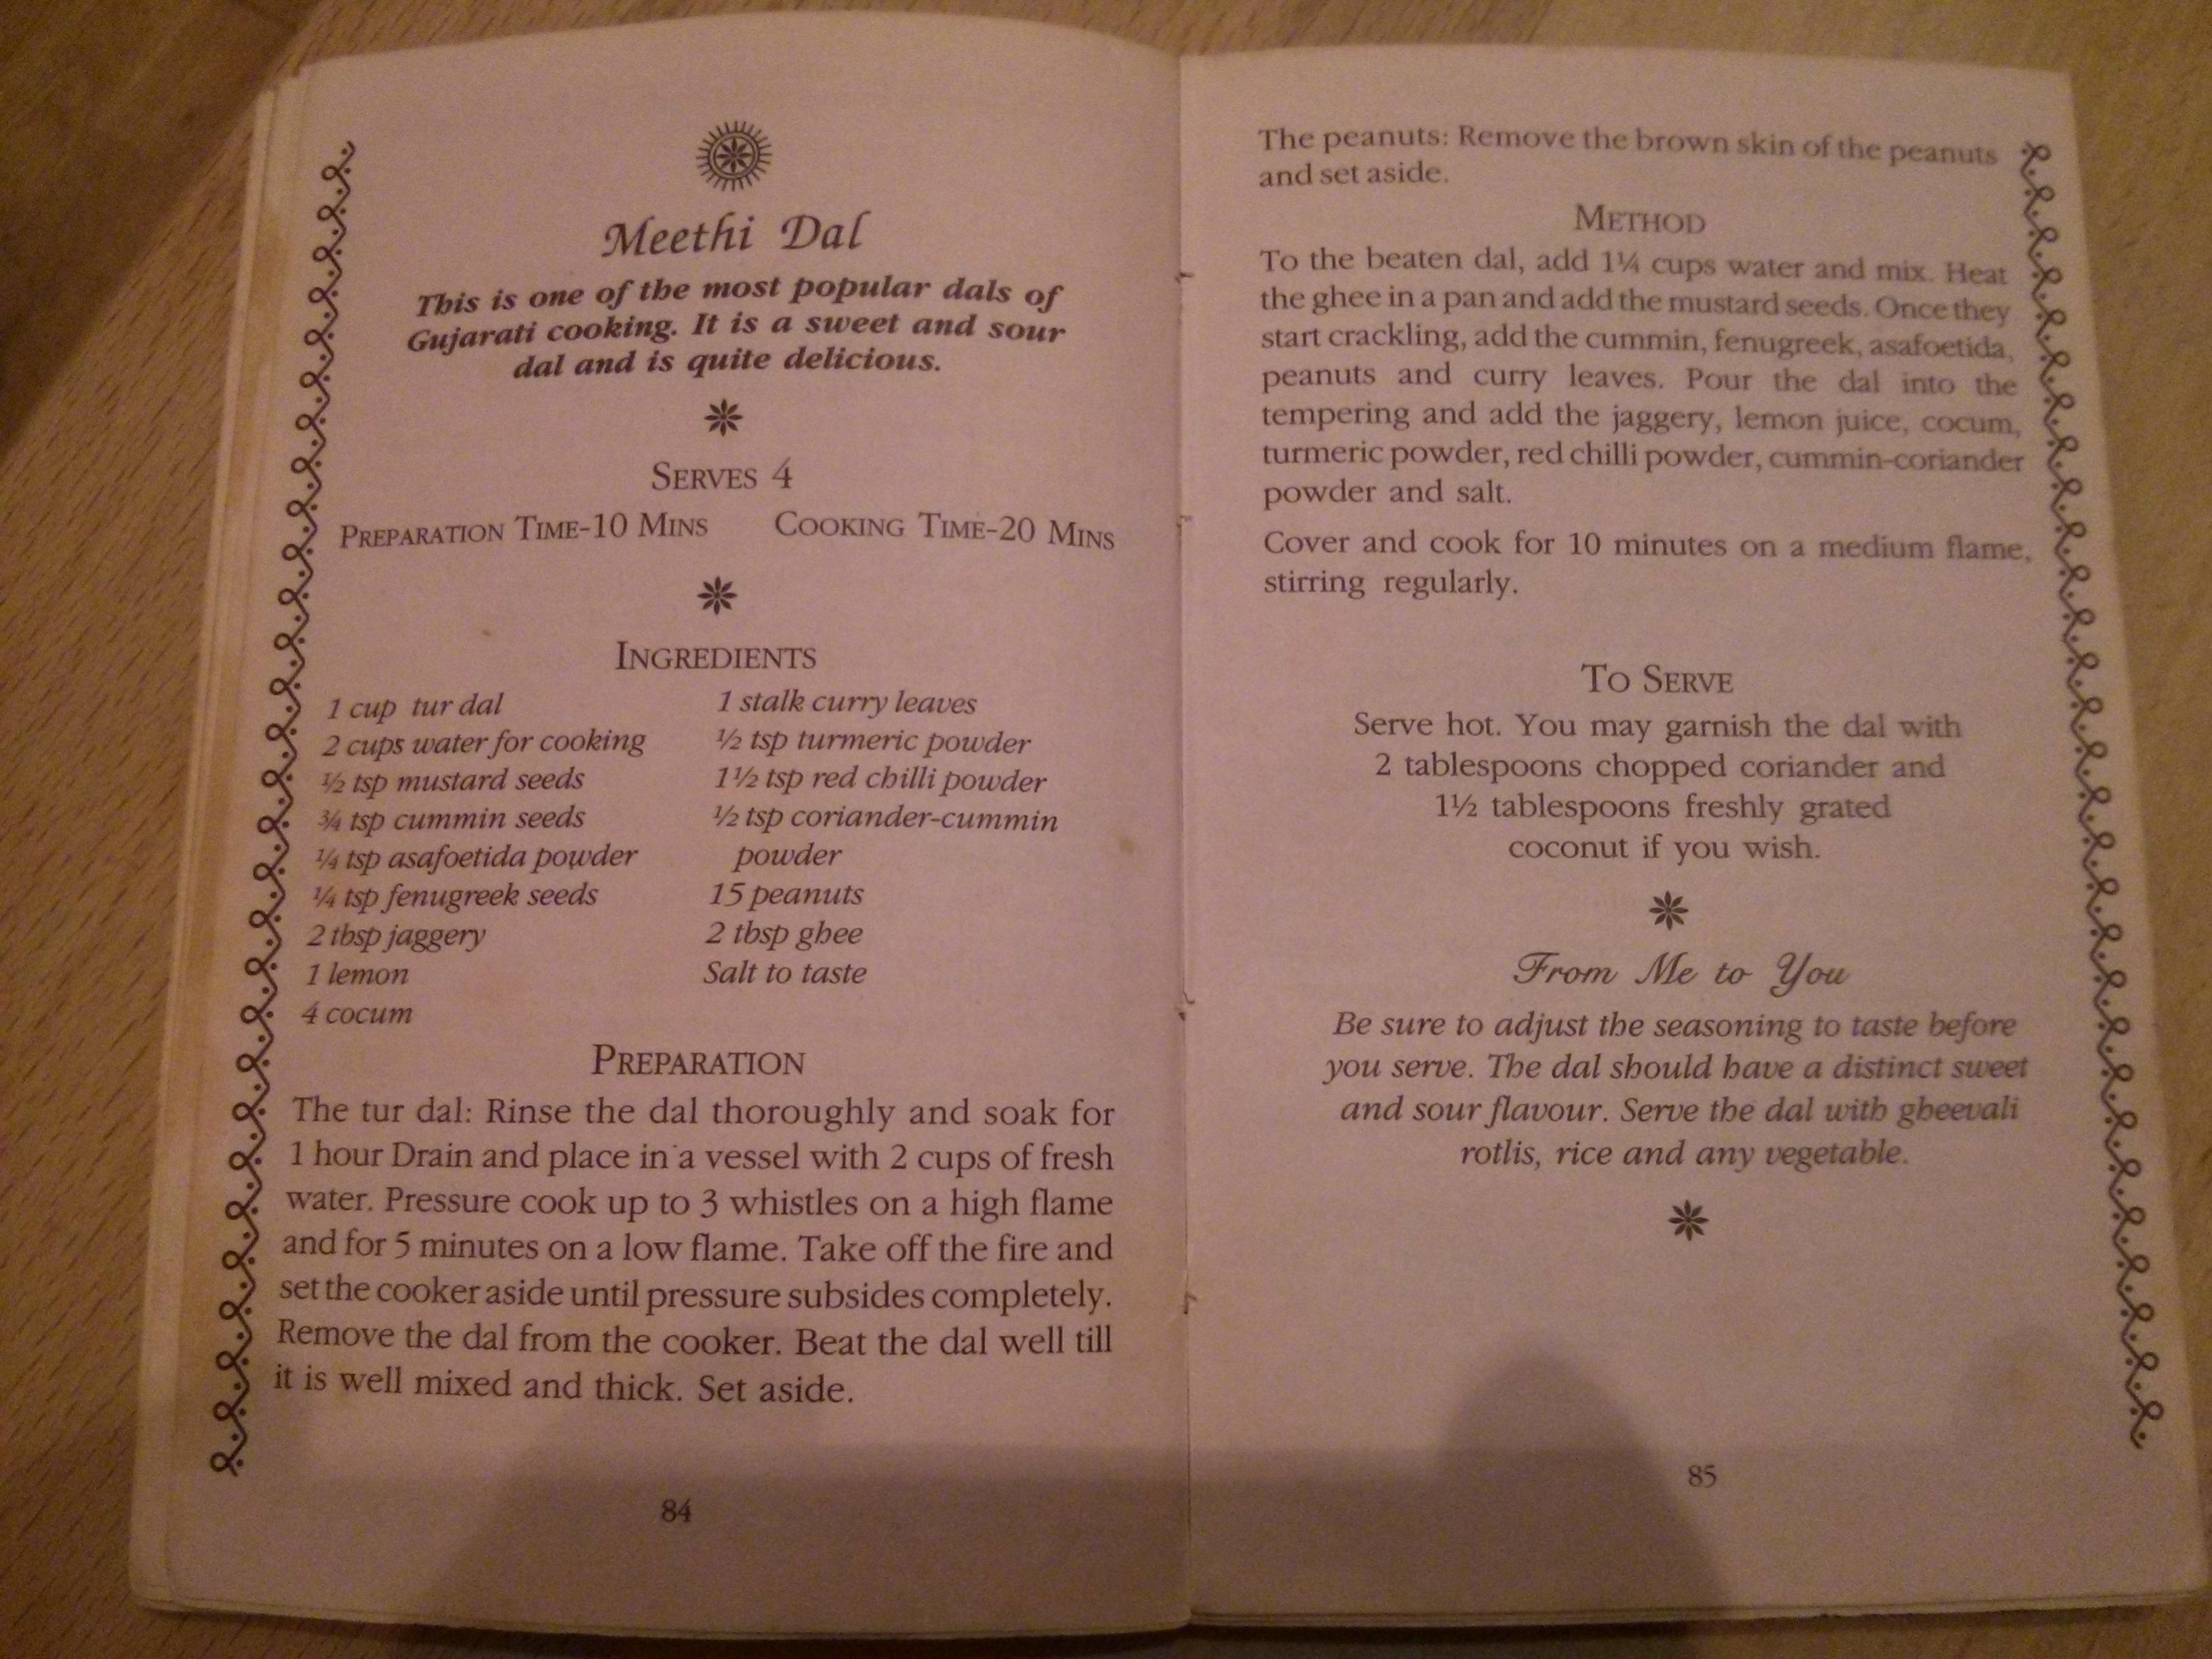 Meethi Dal
This is one of the most popular dals of
Gujarati cooking. It is a sweet and sour
dal and is quite delicious.
SERVES 4
PREPARATION TIME-10 MINS COOKING TIME-20 MINS
INGREDIENTS
1 cup tur dal
2 cups water for cooking
½ tsp mustard seeds
¾ tsp cummin seeds
¼ tsp asafoetida powder
¼ tsp fenugreek seeds
2 tbsp jaggery
1 lemon
4 cocum
1 stalk curry leaves
½ tsp turmeric powder
1½ tsp red chilli powder
½ tsp coriander-cummin
powder
15 peanuts
2 tbsp ghee
Salt to taste
PREPARATION
The tur dal: Rinse the dal thoroughly and soak for
1 hour Drain and place in a vessel with 2 cups of fresh
water. Pressure cook up to 3 whistles on a high flame
and for 5 minutes on a low flame. Take off the fire and
set the cooker aside until pressure subsides completely.
Remove the dal from the cooker. Beat the dal well till
it is well mixed and thick. Set aside.
84
The peanuts: Remove the brown skin of the peanuts
and set aside.
METHOD
To the beaten dal, add 1¼ cups water and mix. Heat
the ghee in a pan and add the mustard seeds. Once they
start crackling, add the cummin, fenugreek, asafoetida,
peanuts and curry leaves. Pour the dal into the
tempering and add the jaggery, lemon juice, cocum,
turmeric powder, red chilli powder, cummin-coriander
powder and salt.
Cover and cook for 10 minutes on a medium flame,
stirring regularly.
TO SERVE
Serve hot. You may garnish the dal with
2 tablespoons chopped coriander and
1½ tablespoons freshly grated
coconut if you wish.
From Me to You
Be sure to adjust the seasoning to taste before
you serve. The dal should have a distinct sweet
and sour flavour. Serve the dal with gheevali
rotlis, rice and any vegetable.
85